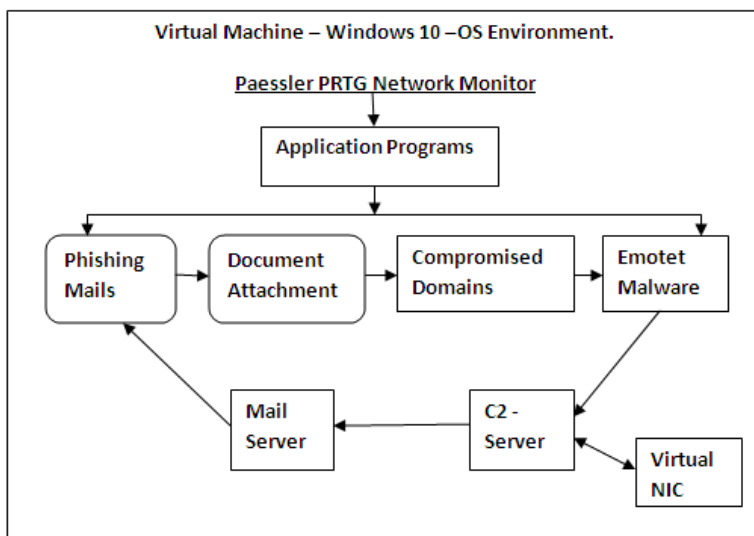 Virtual Machine – Windows 10 –OS Environment.
Paessler PRTG Network Monitor
Application Programs
Phishing
Mails
Document
Attachment
Compromised
Domains
Emotet
Malware
Mail
Server
C2 -
Server
Virtual
NIC